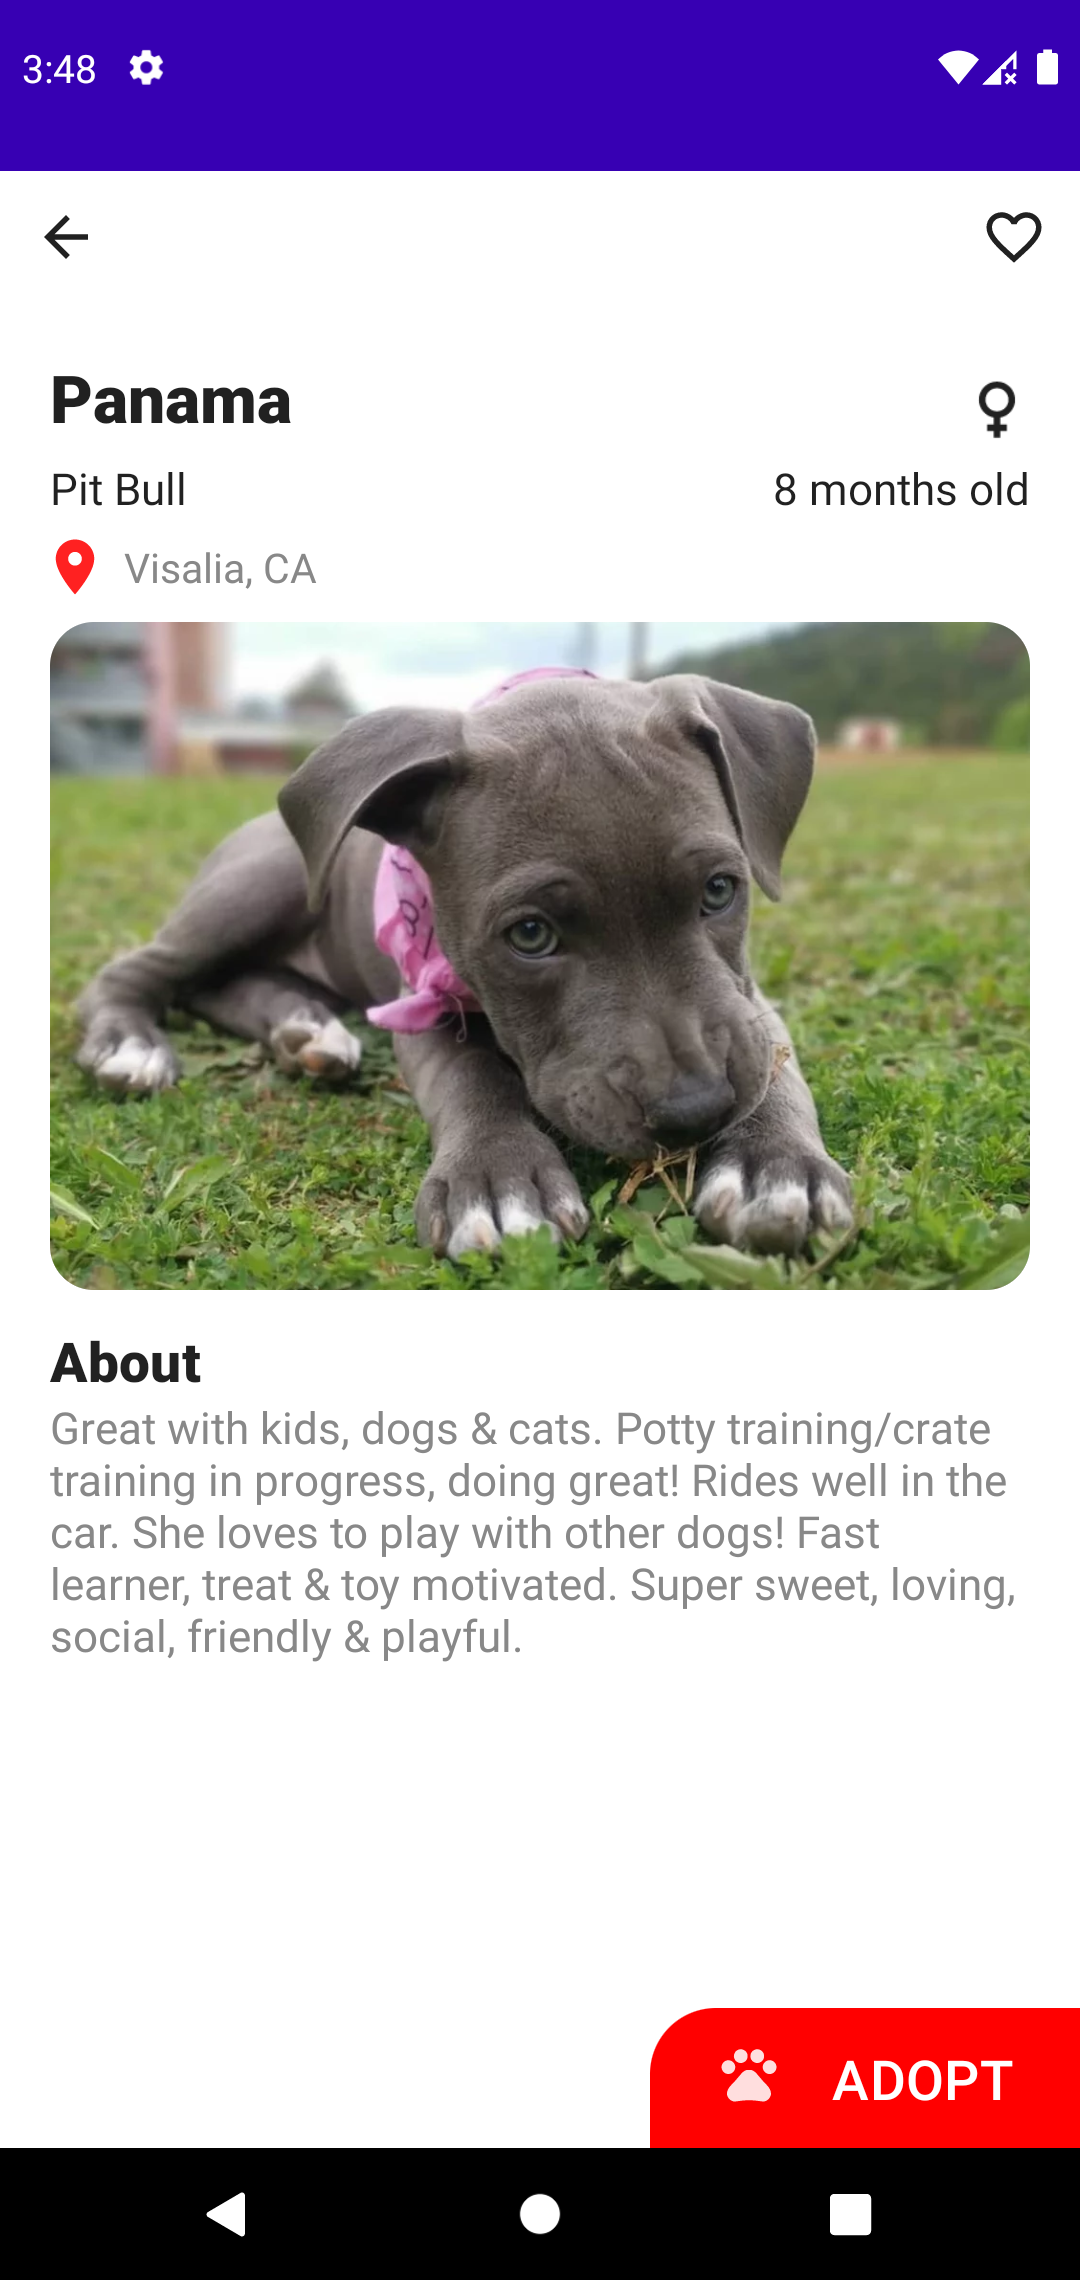 3:48
Panama
Pit Bull
8 months old
Visalia, CA
About
Great with kids, dogs & cats. Potty training/crate
training in progress, doing great! Rides well in the
car. She loves to play with other dogs! Fast
learner, treat & toy motivated. Super sweet, loving,
social, friendly & playful.
ADOPT